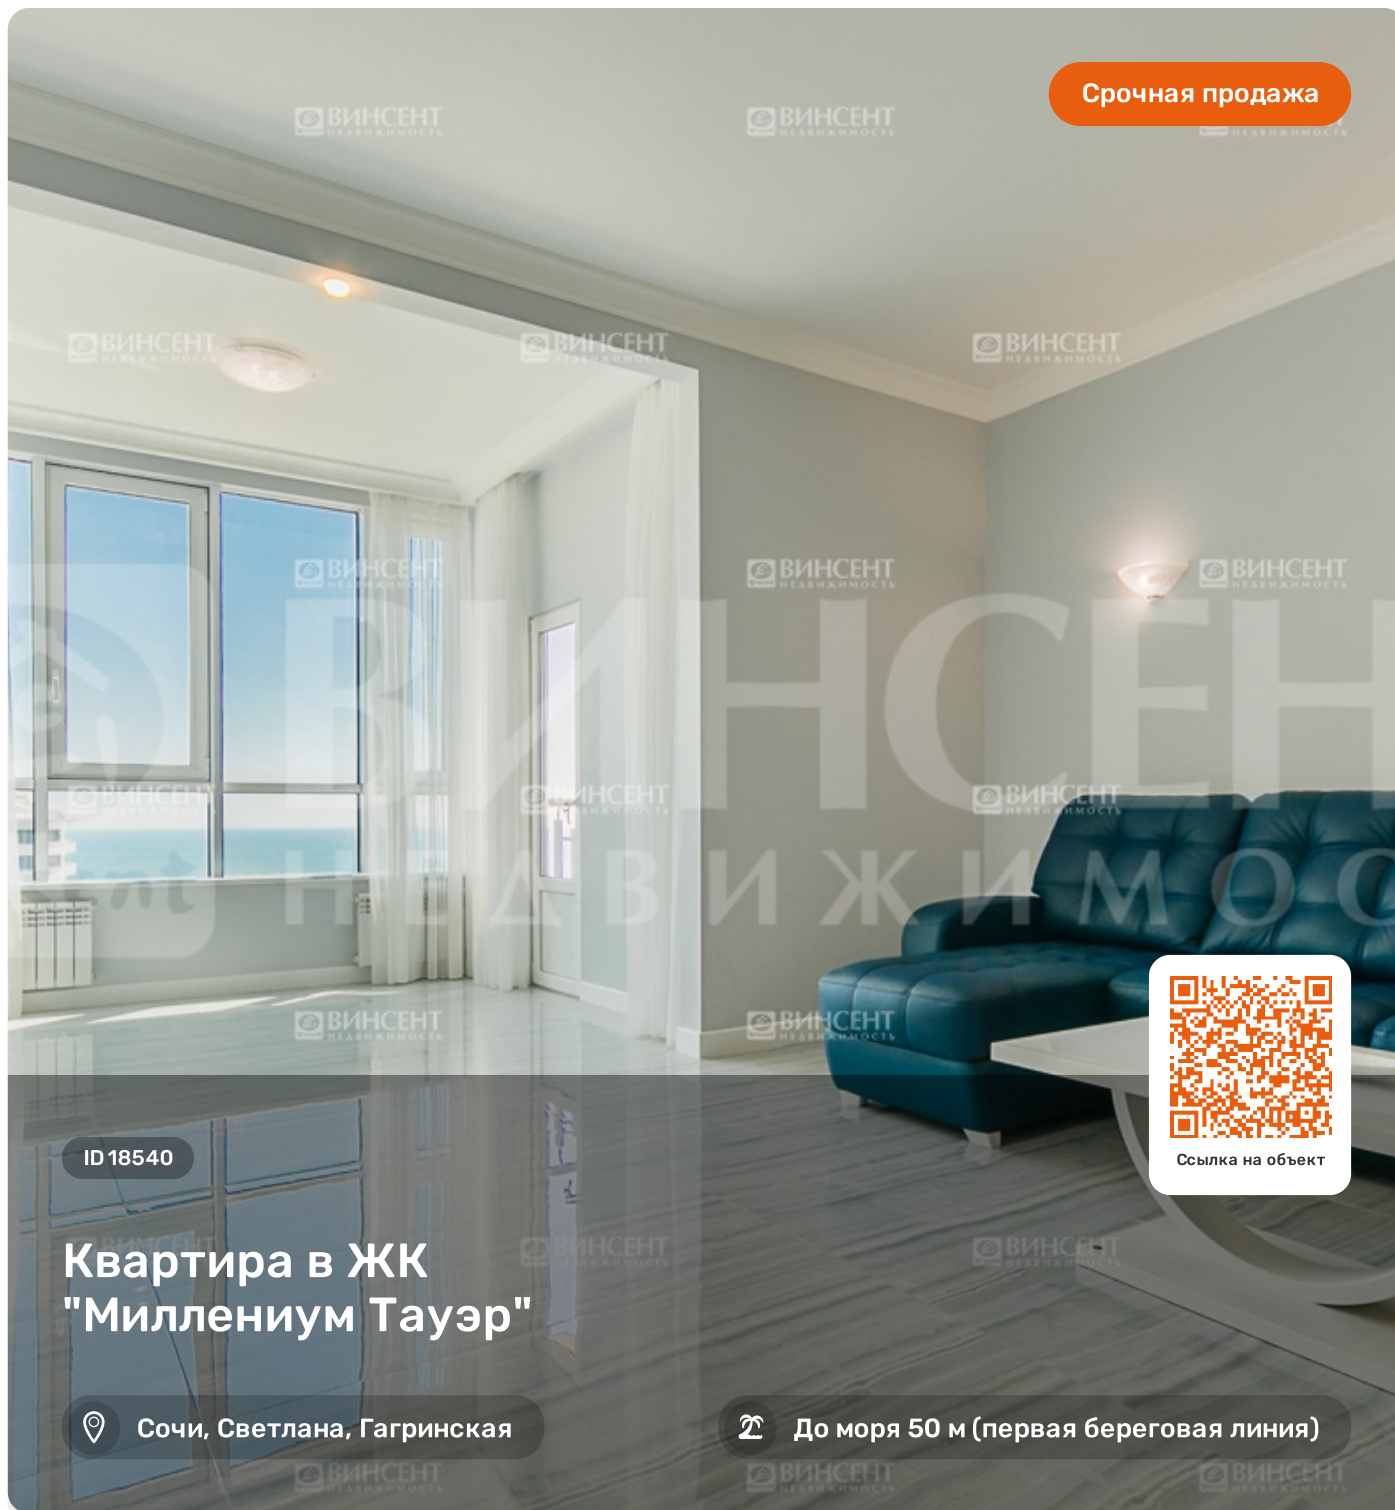 Срочная продажа
ВИНСЕНТ
НЕДВИЖИМОСТЬ
ID 18540
Ссылка на объект
Квартира в ЖК
"Миллениум Тауэр"
Сочи, Светлана, Гагринская
До моря 50 м (первая береговая линия)